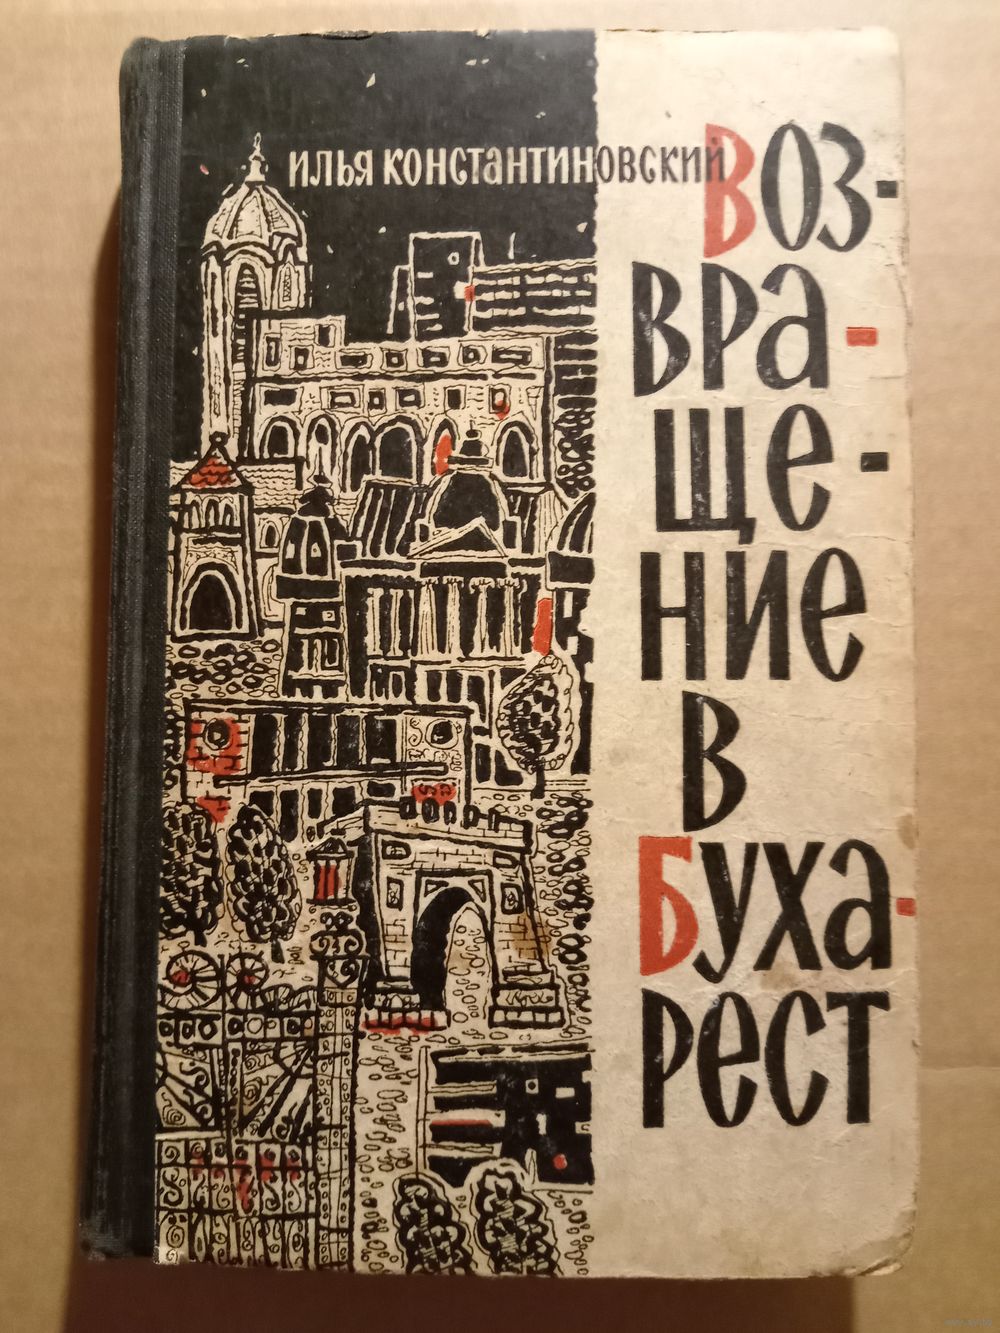 ИЛЬЯ КОНСТАНТИНОВСКИЙ
ВОЗ-
ВРА-
ЩЕ-
НИЕ
В
БУХА-
РЕСТ